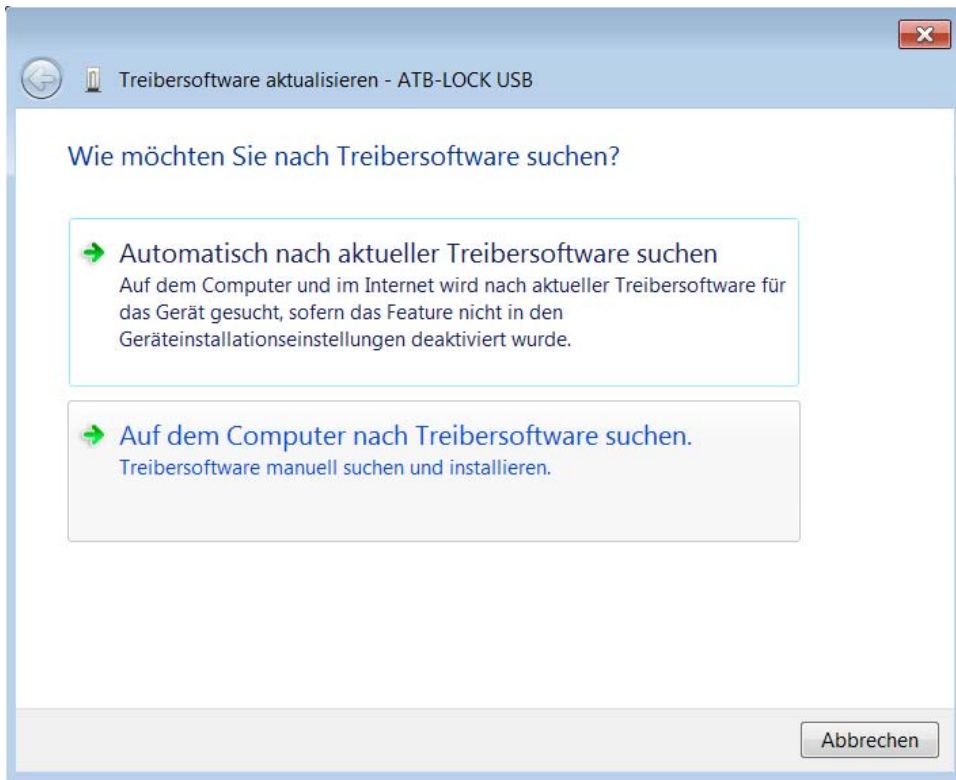 Treibersoftware aktualisieren - ATB-LOCK USB
Wie möchten Sie nach Treibersoftware suchen?
Automatisch nach aktueller Treibersoftware suchen
Auf dem Computer und im Internet wird nach aktueller Treibersoftware für
das Gerät gesucht, sofern das Feature nicht in den
Geräteinstallationseinstellungen deaktiviert wurde.
Auf dem Computer nach Treibersoftware suchen.
Treibersoftware manuell suchen und installieren.
Abbrechen